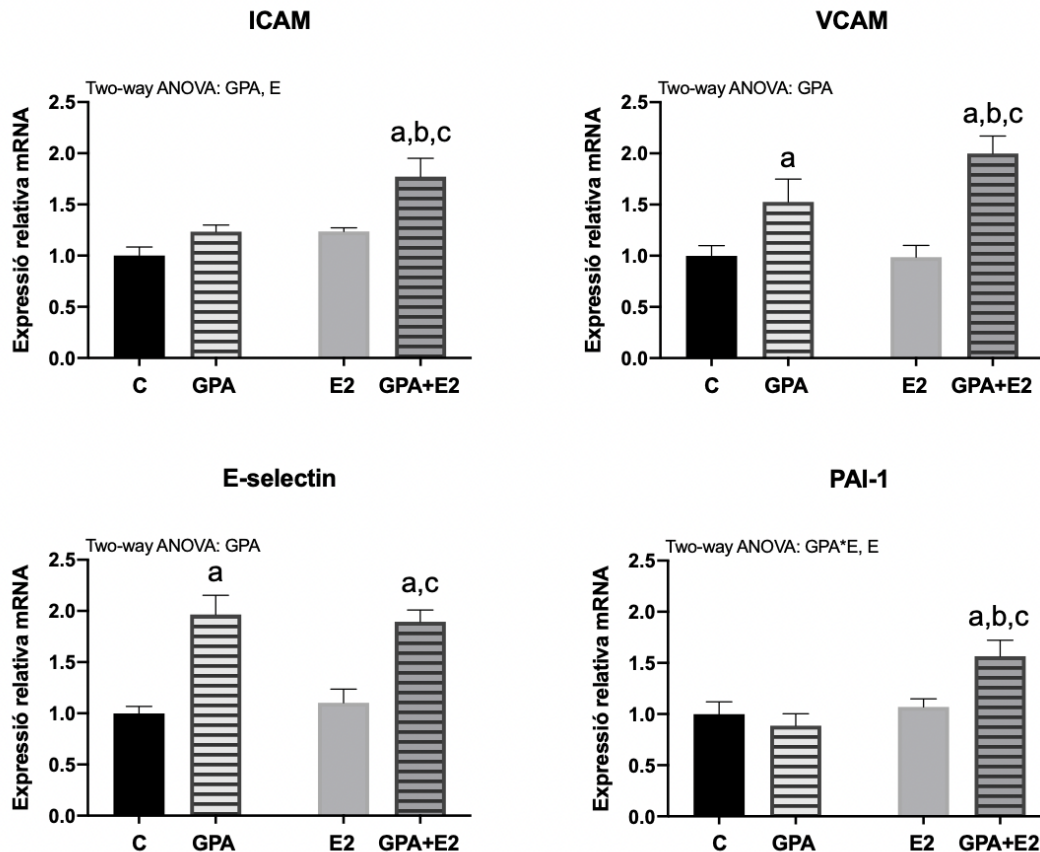 ICAM
Two-way ANOVA: GPA, E
Expressió relativa mRNA
2.5
2.0
1.5
1.0
0.5
0.0
a,b,c
C GPA E2 GPA+E2
VCAM
Two-way ANOVA: GPA
Expressió relativa mRNA
2.5
2.0
1.5
1.0
0.5
0.0
a
a,b,c
C GPA E2 GPA+E2
E-selectin
Two-way ANOVA: GPA
Expressió relativa mRNA
2.5
2.0
1.5
1.0
0.5
0.0
a
a,c
C GPA E2 GPA+E2
PAI-1
Two-way ANOVA: GPA*E, E
Expressió relativa mRNA
2.5
2.0
1.5
1.0
0.5
0.0
a,b,c
C GPA E2 GPA+E2